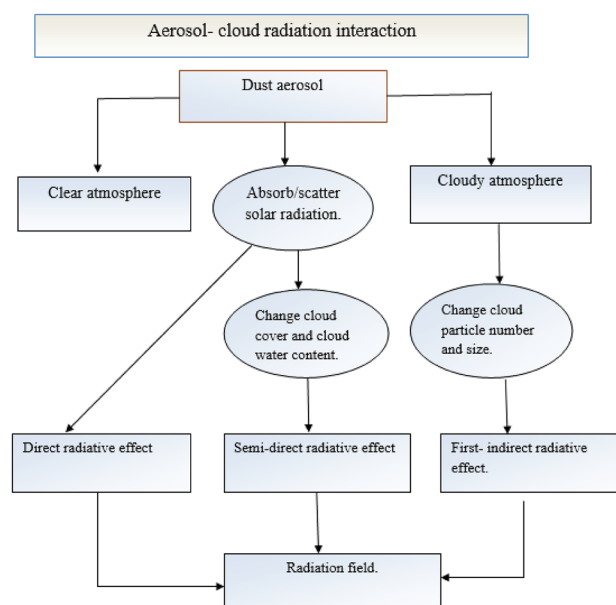 Aerosol- cloud radiation interaction
Dust aerosol
Clear atmosphere
Absorb/scatter
solar radiation.
Cloudy atmosphere
Change cloud
cover and cloud
water content.
Change cloud
particle number
and size.
Direct radiative effect
Semi-direct radiative effect
First- indirect radiative
effect.
Radiation field.